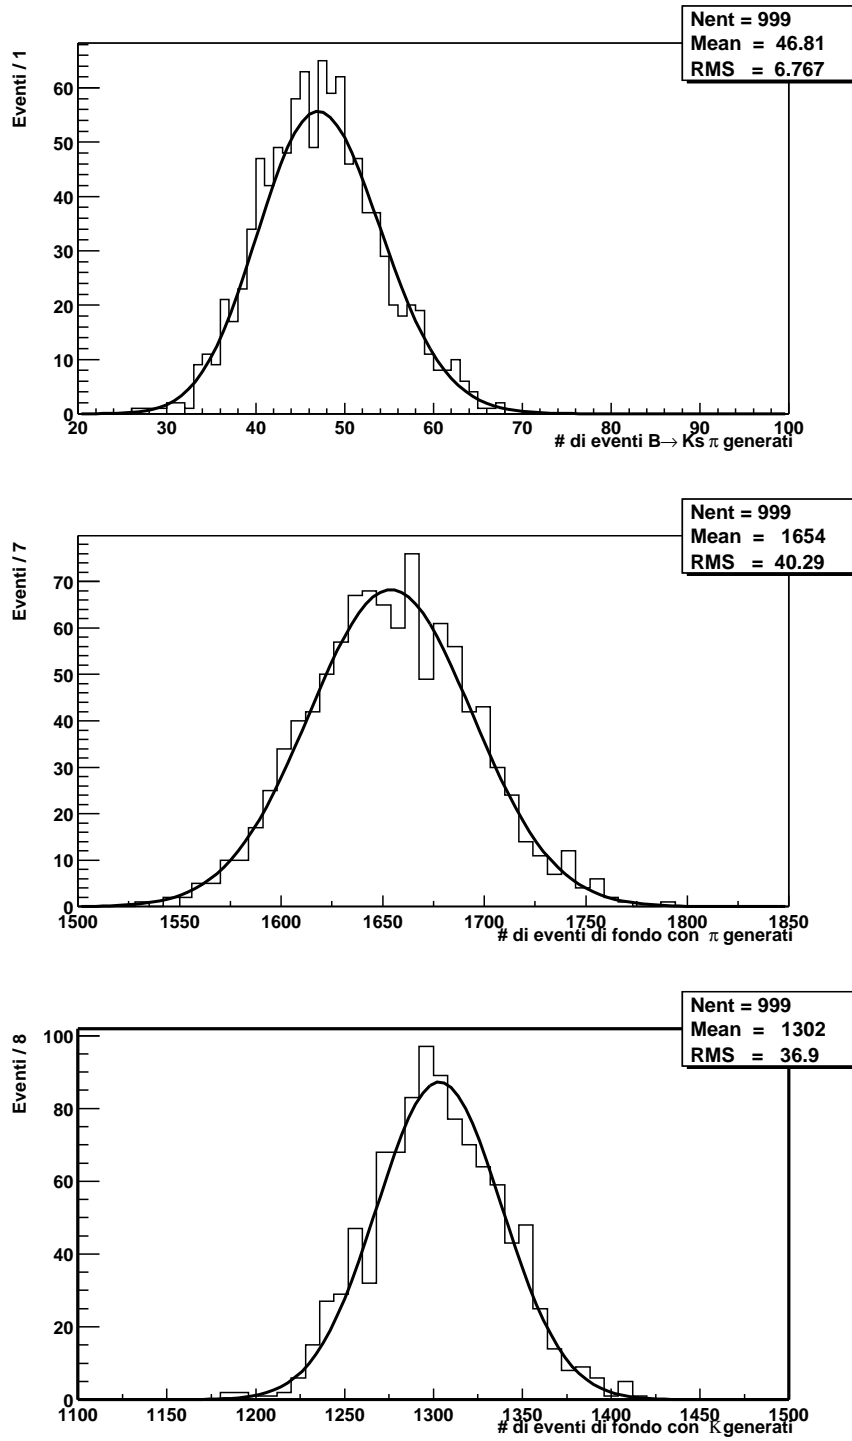 Nent = 999
Mean = 46.81
RMS = 6.767
Eventi / 1
60
50
40
30
20
10
0
20 30 40 50 60 70 80 90 100
# di eventi B→ Ks π generati
Nent = 999
Mean = 1654
RMS = 40.29
Eventi / 7
70
60
50
40
30
20
10
0
1500 1550 1600 1650 1700 1750 1800 1850
# di eventi di fondo con π generati
Nent = 999
Mean = 1302
RMS = 36.9
Eventi / 8
100
80
60
40
20
0
1100 1150 1200 1250 1300 1350 1400 1450 1500
# di eventi di fondo con K generati